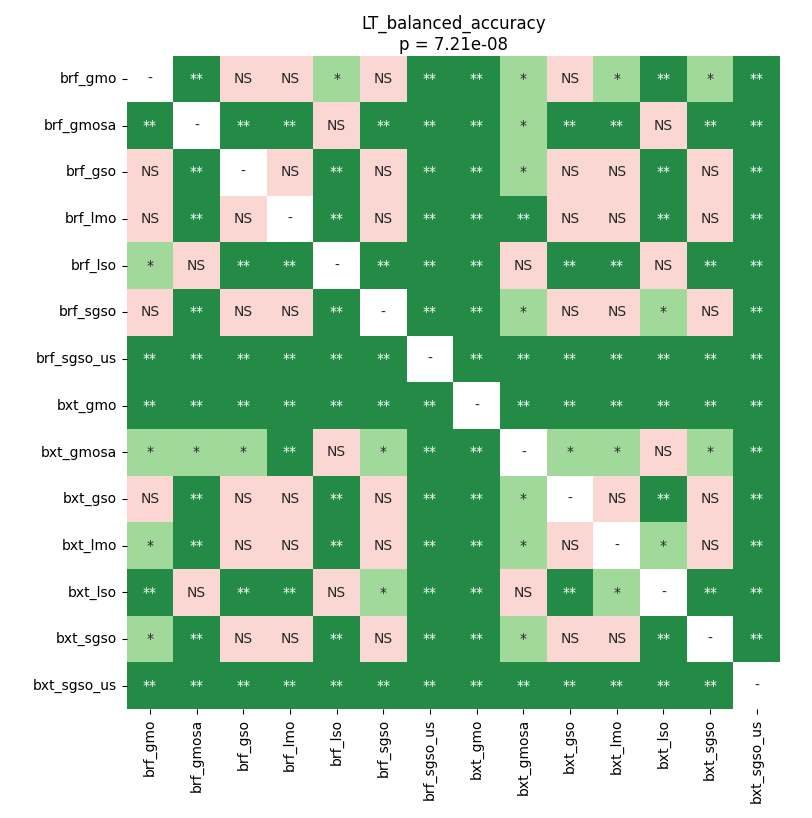 LT_balanced_accuracy
p = 7.21e-08
brf_gmo - ** NS NS * NS ** ** * NS * ** * **
brf_gmosa ** - ** ** NS ** ** ** * ** ** NS ** **
brf_gso NS ** - NS ** NS ** ** * NS NS ** NS **
brf_lmo NS ** NS - ** NS ** ** ** NS NS ** NS **
brf_lso * NS ** ** - ** ** ** NS ** ** NS ** **
brf_sgso NS ** NS NS ** - ** ** * NS NS * NS **
brf_sgso_us ** ** ** ** ** ** - ** ** ** ** ** ** **
bxt_gmo ** ** ** ** ** ** ** - ** ** ** ** ** **
bxt_gmosa * * * ** NS * ** ** - * * NS * **
bxt_gso NS ** NS NS ** NS ** ** * - NS ** NS **
bxt_lmo * ** NS NS ** NS ** ** * NS - * NS **
bxt_lso ** NS ** ** NS * ** ** NS ** * - ** **
bxt_sgso * ** NS NS ** NS ** ** * NS NS ** - **
bxt_sgso_us ** ** ** ** ** ** ** ** ** ** ** ** ** -
brf_gmo
brf_gmosa
brf_gso
brf_lmo
brf_lso
brf_sgso
brf_sgso_us
bxt_gmo
bxt_gmosa
bxt_gso
bxt_lmo
bxt_lso
bxt_sgso
bxt_sgso_us